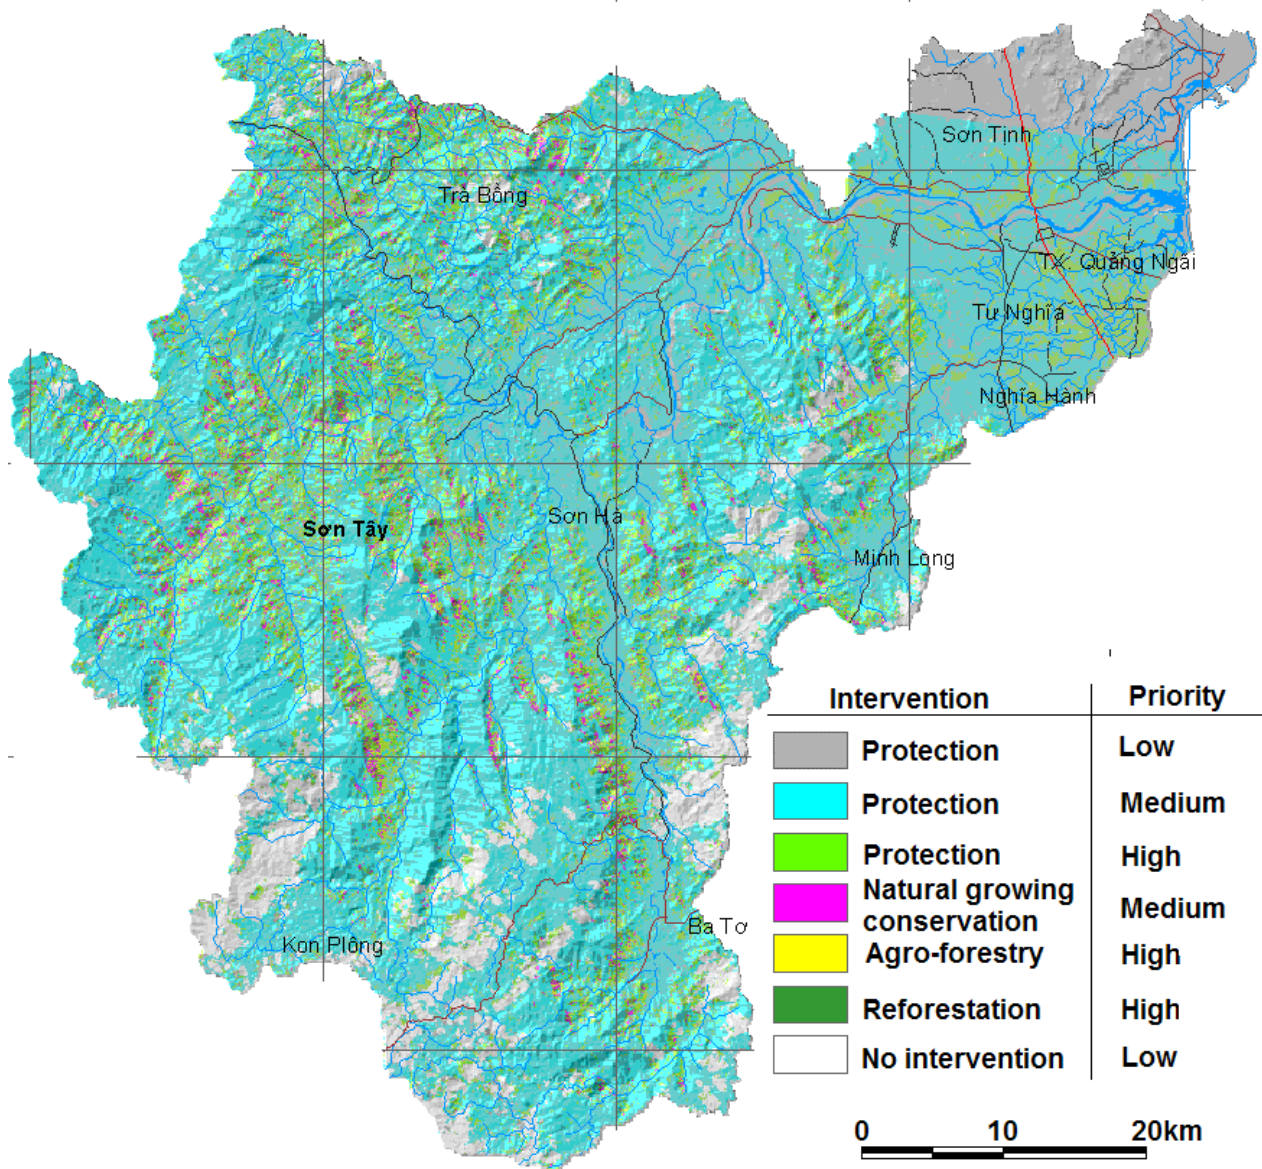 Sơn Tịnh
Trà Bồng
TX. Quảng Ngãi
Tư Nghĩa
Nghĩa Hành
Sơn Hà
Sơn Tây
Minh Long
Intervention Priority
Protection Low
Protection Medium
Protection High
Natural growing
conservation Medium
Agro-forestry High
Reforestation High
No intervention Low
Ba Tơ
Kon Plông
0 10 20km